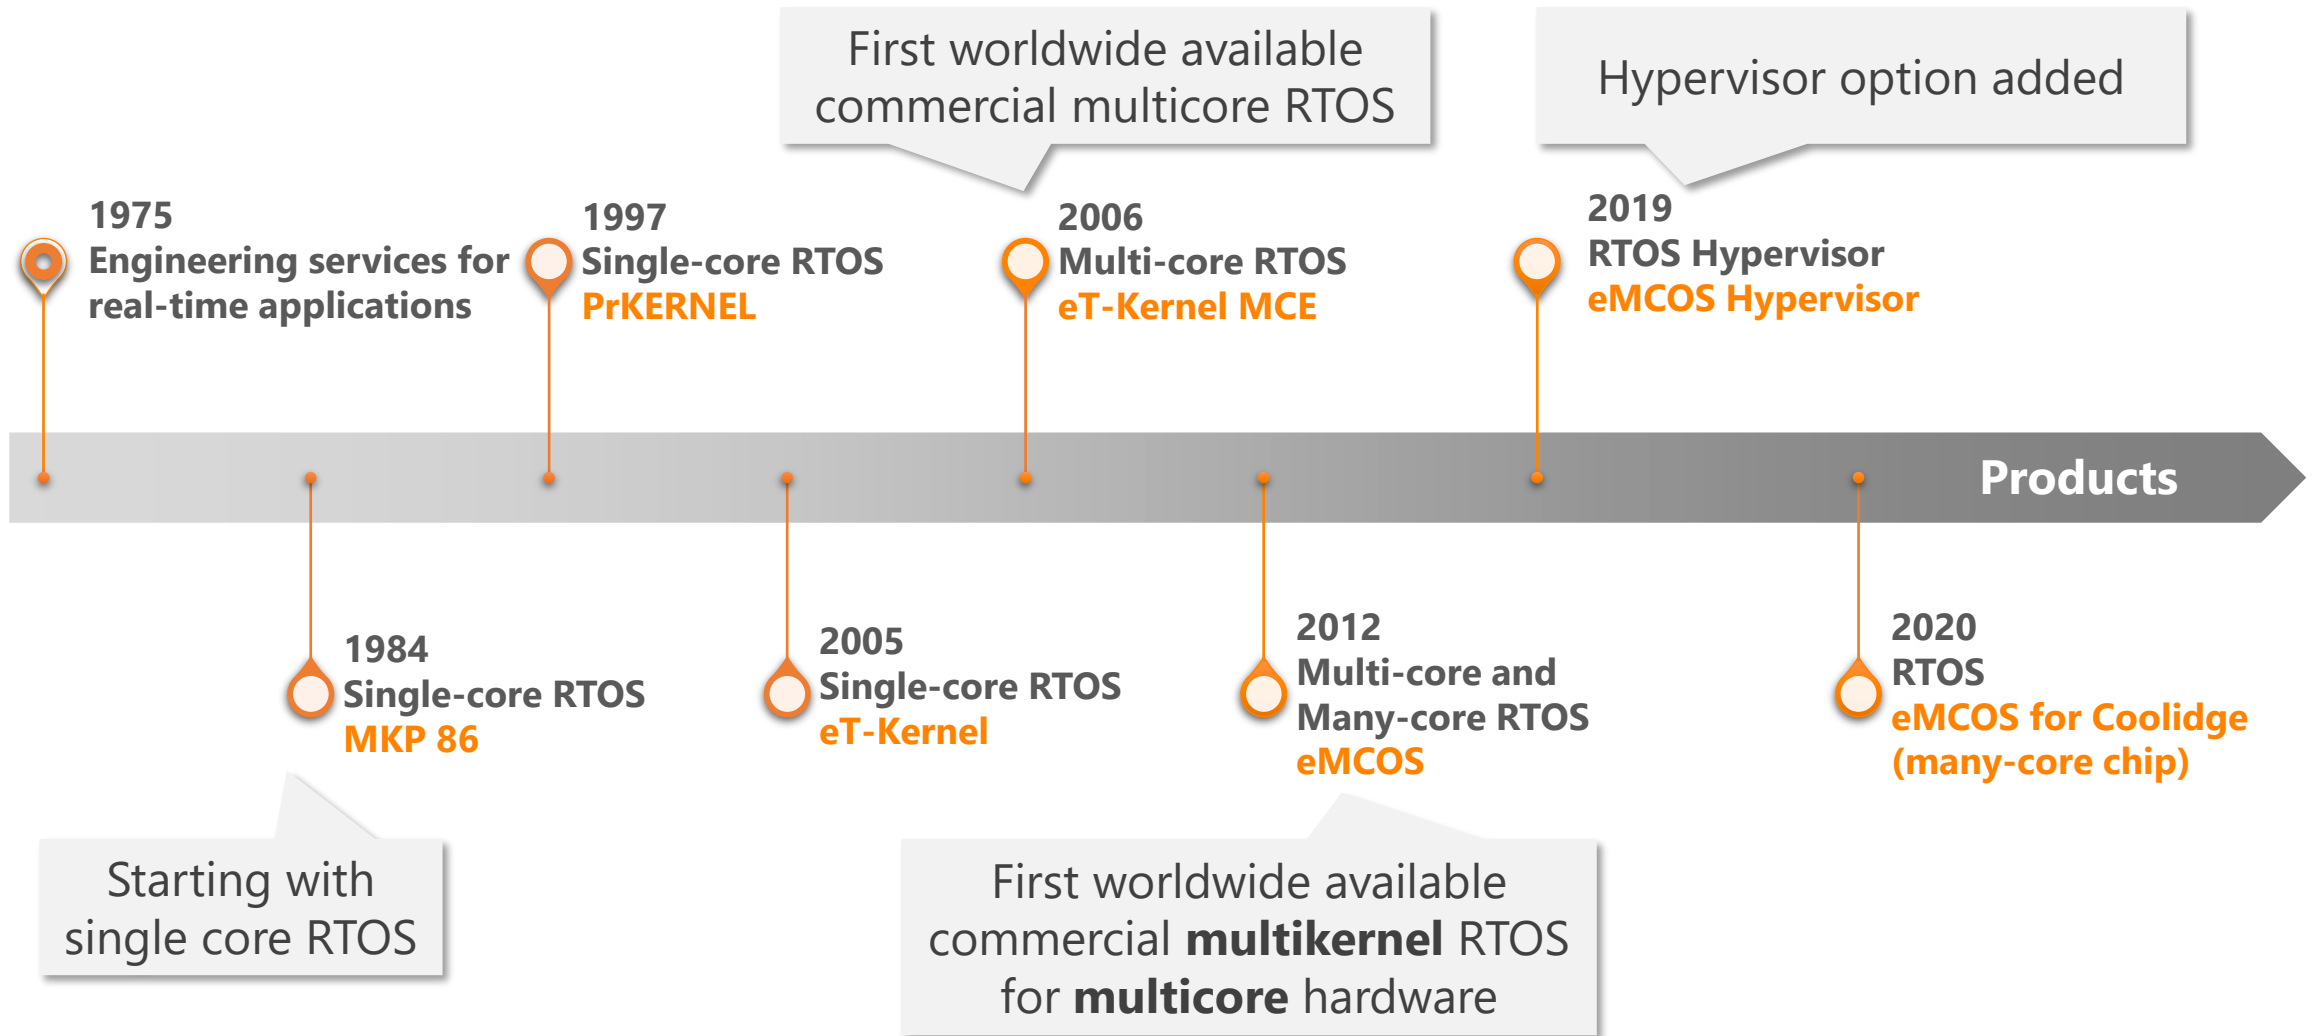 First worldwide available
commercial multicore RTOS
Hypervisor option added
1975
Engineering services for
real-time applications
1997
Single-core RTOS
PrKERNEL
2006
Multi-core RTOS
eT-Kernel MCE
2019
RTOS Hypervisor
eMCOS Hypervisor
Products
1984
Single-core RTOS
MKP 86
2005
Single-core RTOS
eT-Kernel
2012
Multi-core and
Many-core RTOS
eMCOS
2020
RTOS
eMCOS for Coolidge
(many-core chip)
Starting with
single core RTOS
First worldwide available
commercial multikernel RTOS
for multicore hardware